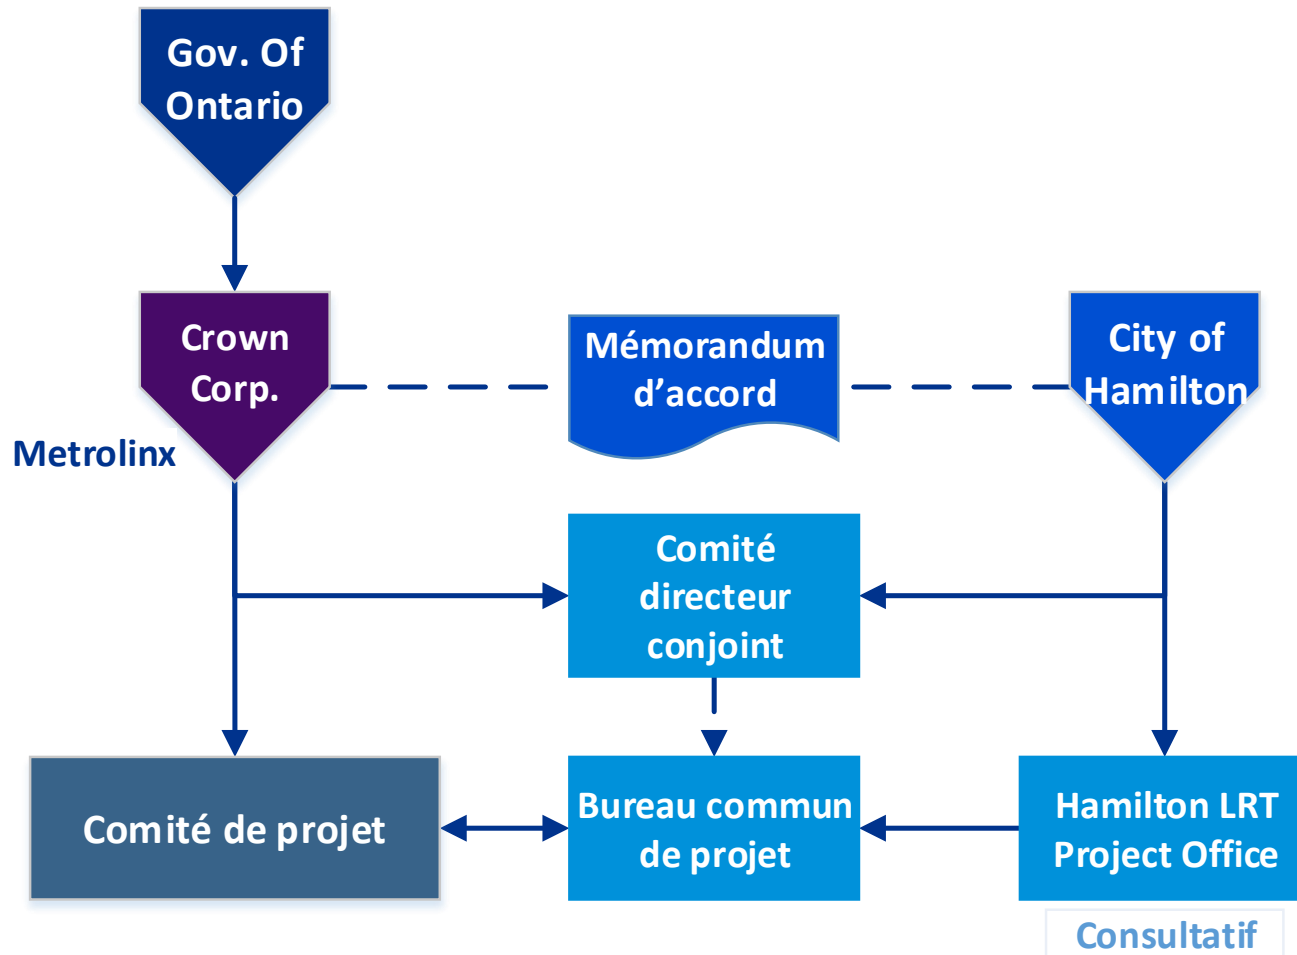 Gov. Of
Ontario
Crown
Corp.
Metrolinx
Mémorandum
d’accord
City of
Hamilton
Comité
directeur
conjoint
Comité de projet
Bureau commun
de projet
Hamilton LRT
Project Office
Consultatif